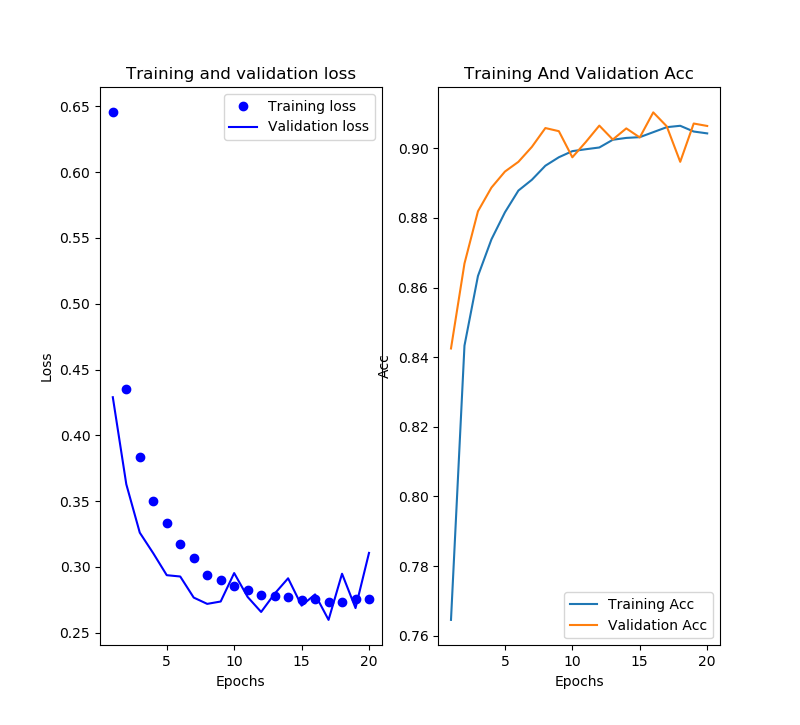 Training and validation loss
Training loss
Validation loss
0.65
0.60
0.55
0.50
0.45
0.40
0.35
0.30
0.25
Loss
5
10
15
20
Epochs
Training And Validation Acc
0.90
0.88
0.86
0.84
0.82
0.80
0.78
0.76
Acc
Training Acc
Validation Acc
5
10
15
20
Epochs